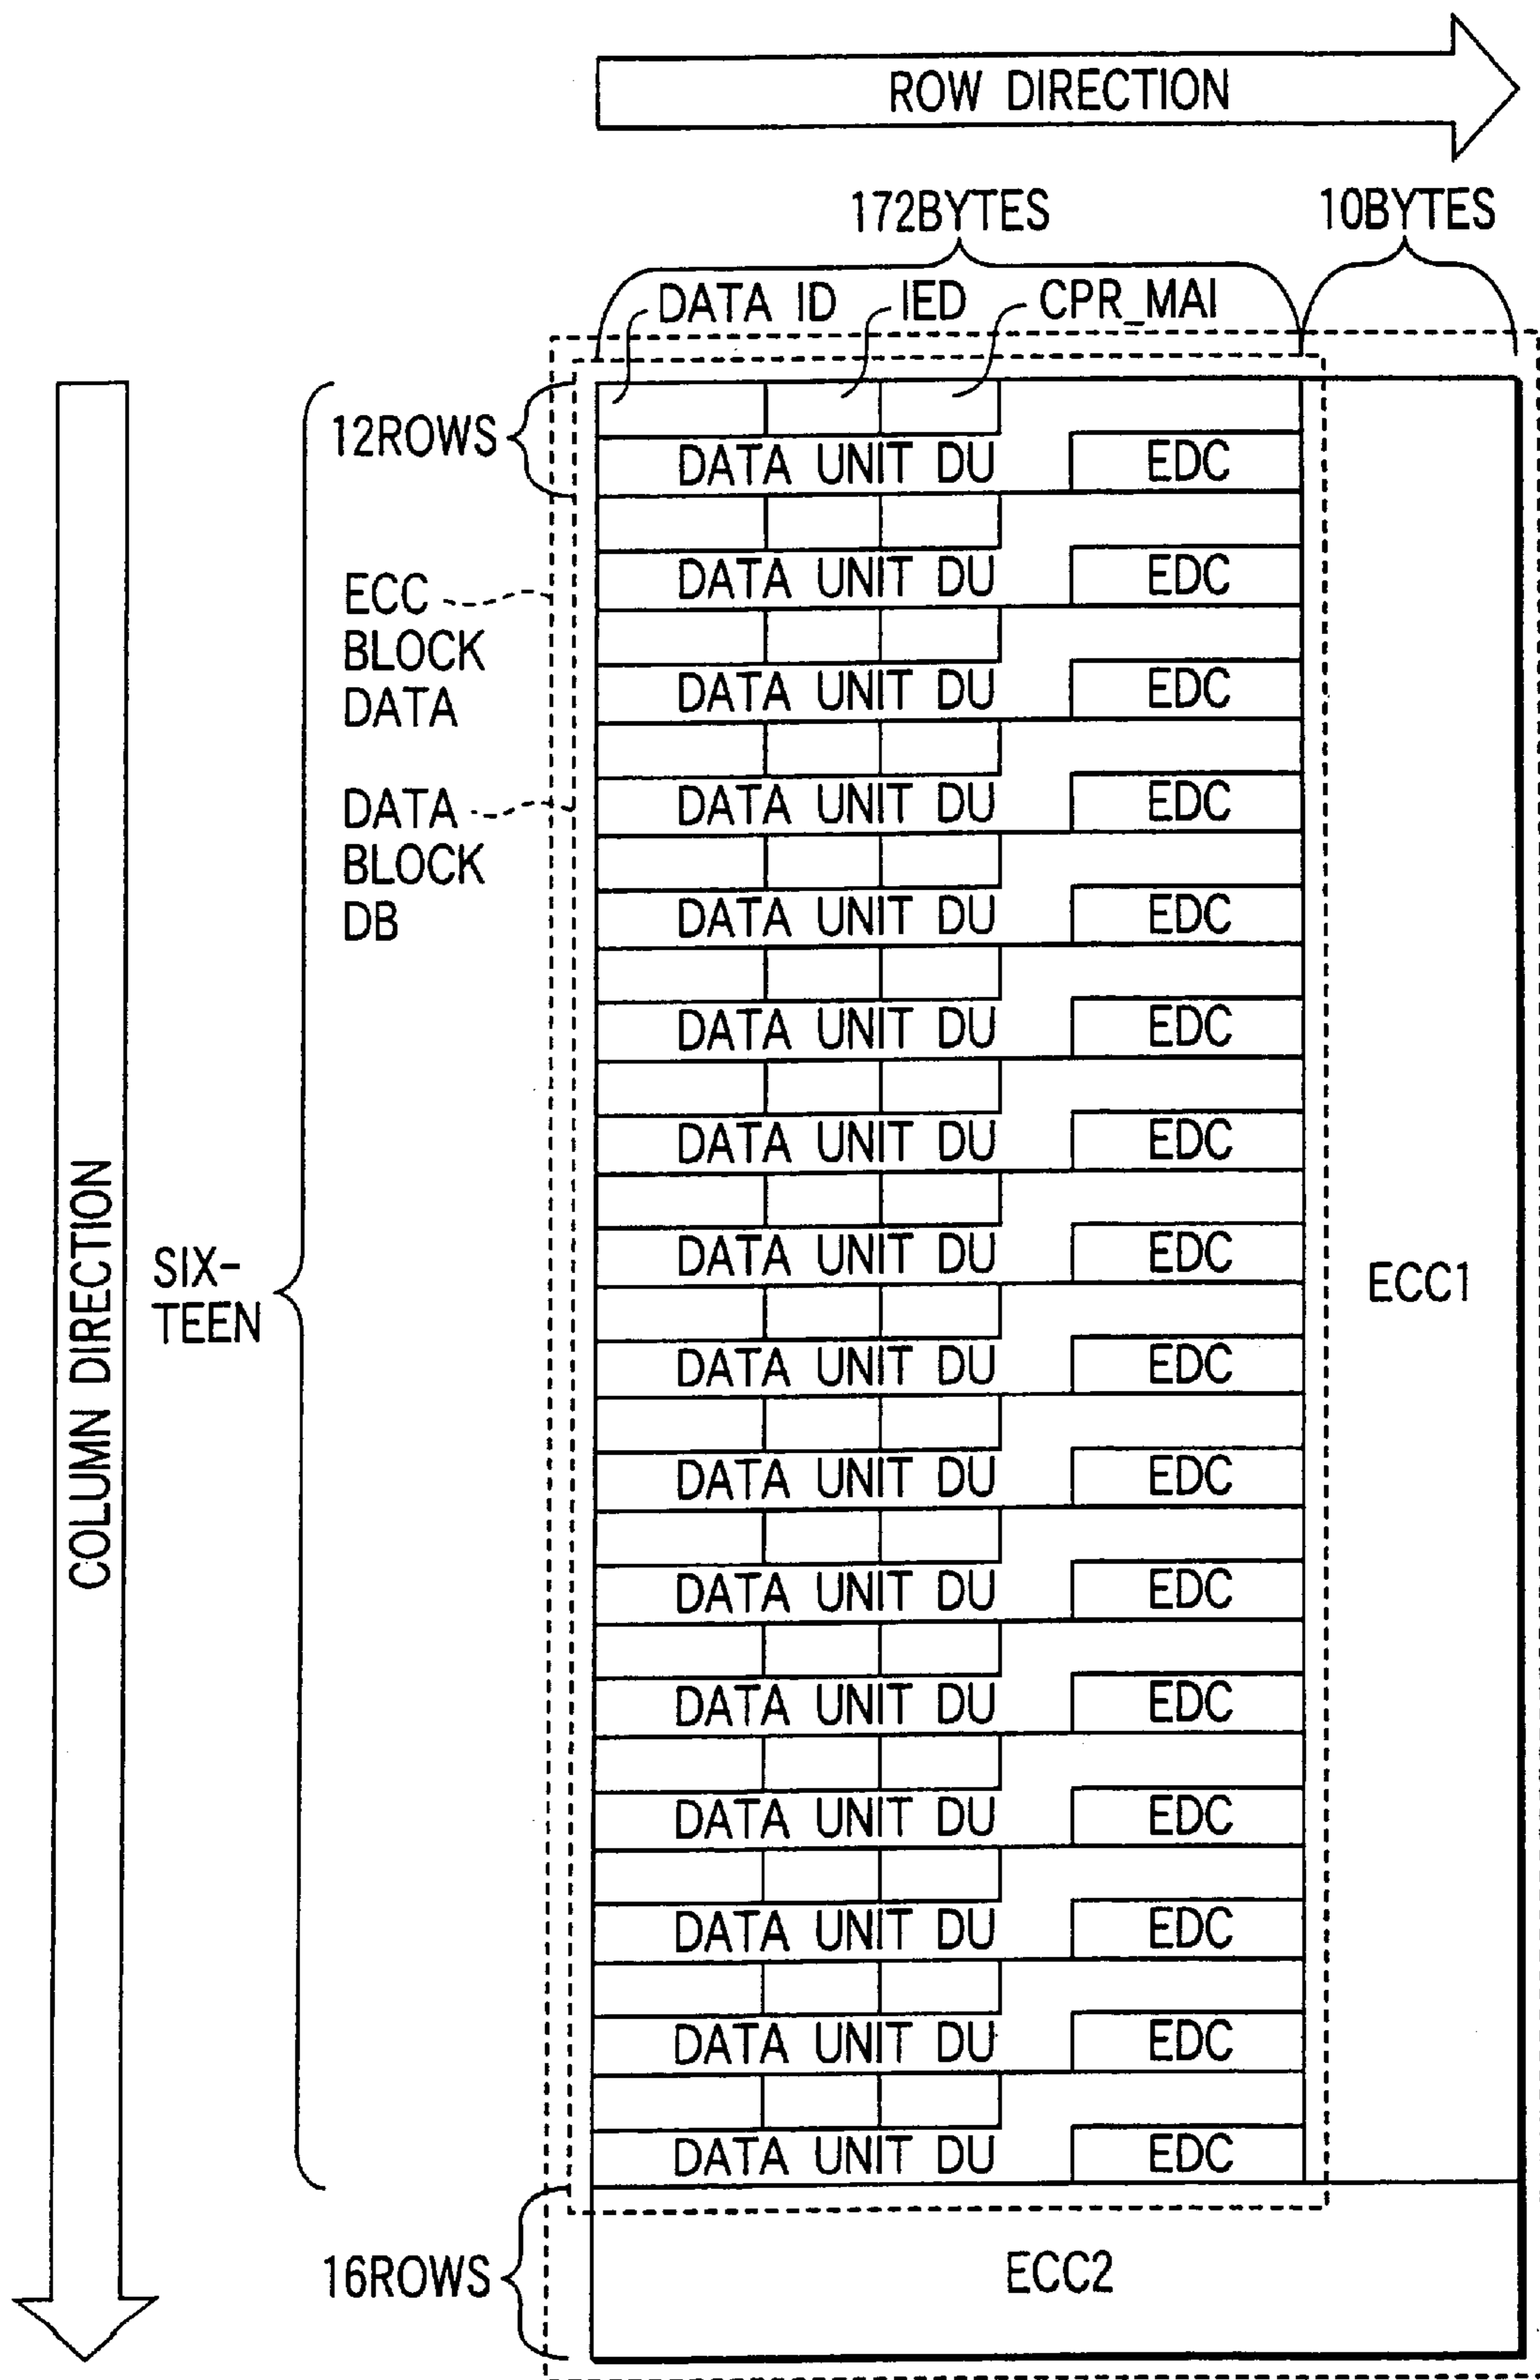 ROW DIRECTION
172BYTES
10BYTES
DATA ID
IED
CPR_MAI
12ROWS
DATA UNIT DU
EDC
DATA UNIT DU
EDC
ECC
BLOCK
DATA
DATA UNIT DU
EDC
DATA UNIT DU
EDC
DATA
BLOCK
DB
DATA UNIT DU
EDC
DATA UNIT DU
EDC
DATA UNIT DU
EDC
DATA UNIT DU
EDC
COLUMN DIRECTION
SIX-
TEEN
ECC1
DATA UNIT DU
EDC
DATA UNIT DU
EDC
DATA UNIT DU
EDC
DATA UNIT DU
EDC
DATA UNIT DU
EDC
DATA UNIT DU
EDC
DATA UNIT DU
EDC
DATA UNIT DU
EDC
16ROWS
ECC2